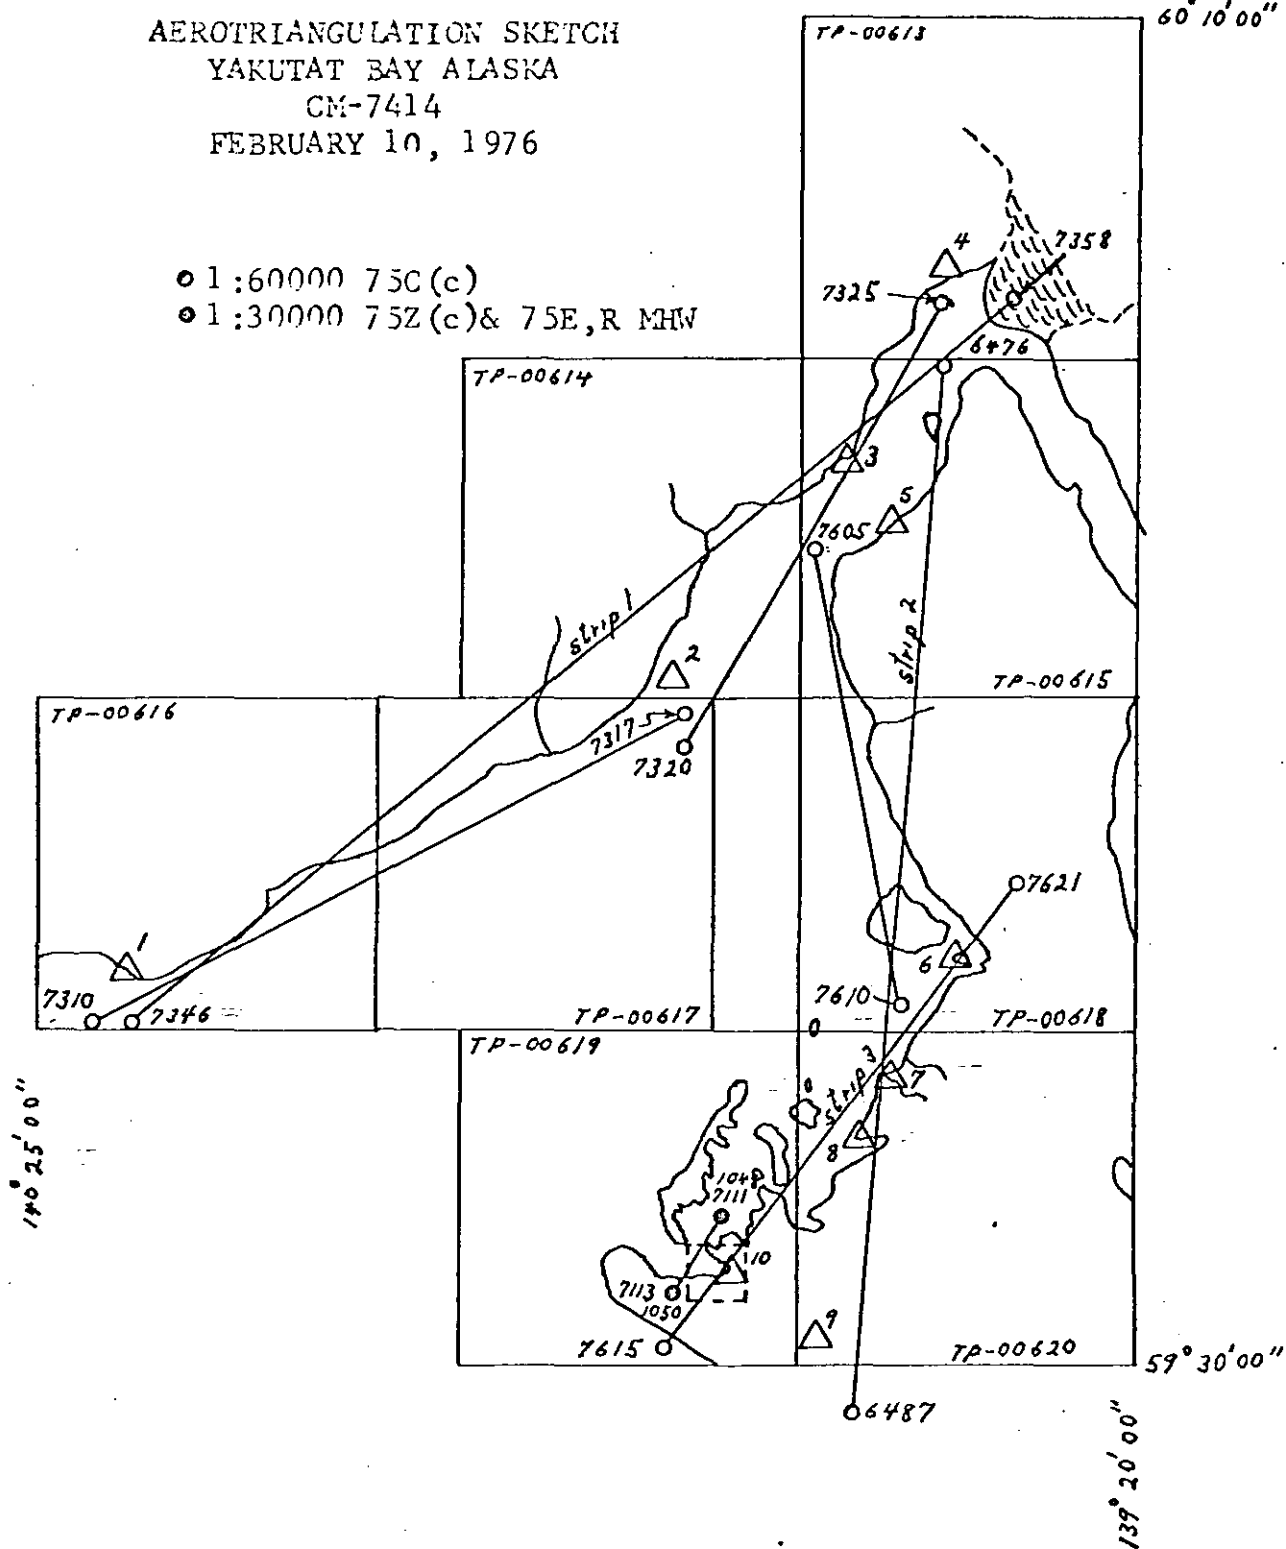 AEROTRIANGULATION SKETCH
YAKUTAT BAY ALASKA
CM-7414
FEBRUARY 10, 1976
60° 10' 00"
TP-00613
1:60000 75C(c)
1:30000 75Z(c)& 75E,R MHW
4
7358
7325
6476
TP-00614
3
5
7605
strip 1
strip 2
2
TP-00615
TP-00616
7317
7320
7621
1
6
7310
7346
7610
TP-00617
TP-00618
TP-00619
strip 3
7
8
140° 25' 00"
1048
7111
110
7113
1050
7615
9
TP-00620
59° 30' 00"
6487
139° 20' 00"